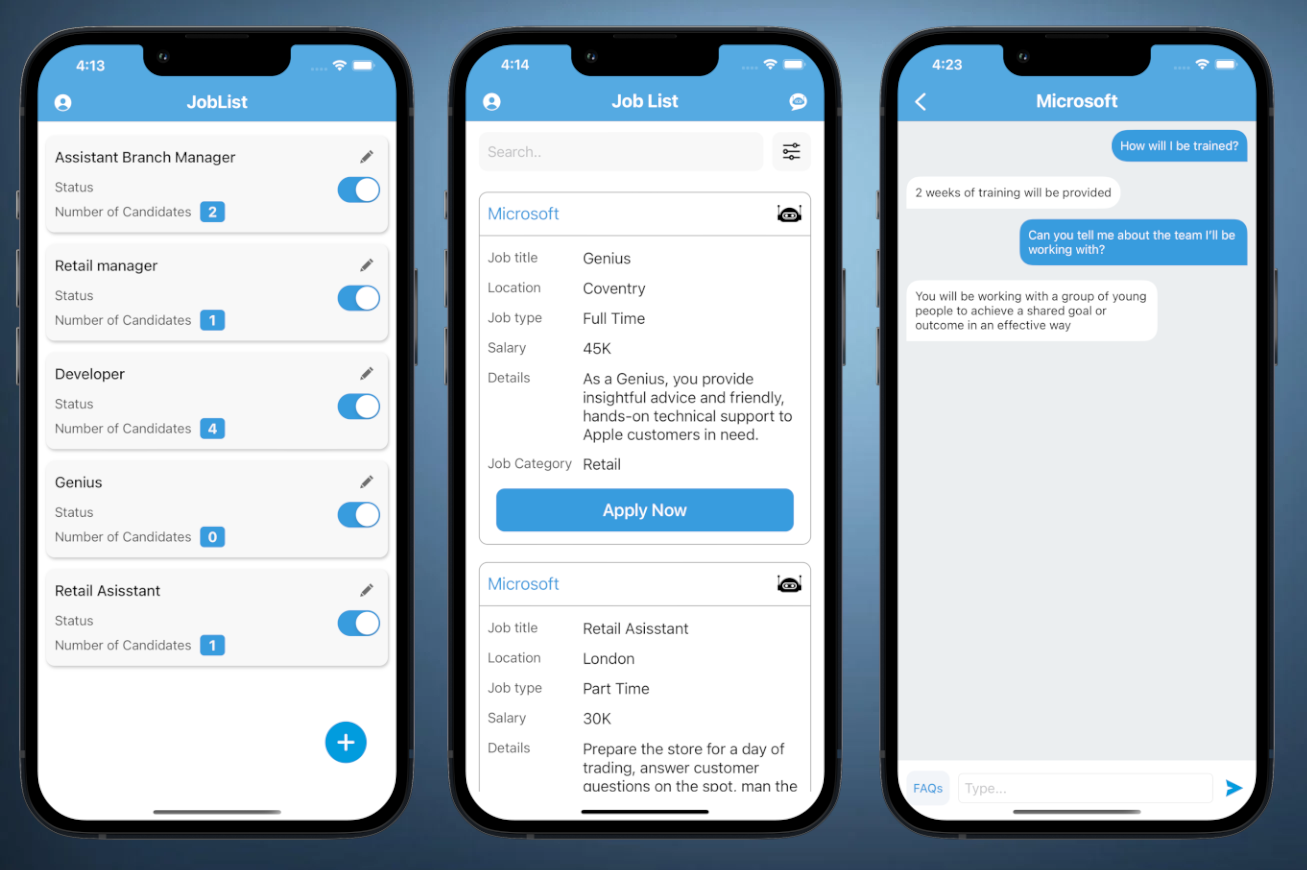 4:13
JobList
Assistant Branch Manager
Status
Number of Candidates 2
Retail manager
Status
Number of Candidates 1
Developer
Status
Number of Candidates 4
Genius
Status
Number of Candidates 0
Retail Asisstant
Status
Number of Candidates 1
4:14
Job List
Search..
Microsoft
Job title Genius
Location Coventry
Job type Full Time
Salary 45K
Details As a Genius, you provide
insightful advice and friendly,
hands-on technical support to
Apple customers in need.
Job Category Retail
Apply Now
Microsoft
Job title Retail Asisstant
Location London
Job type Part Time
Salary 30K
Details Prepare the store for a day of
trading, answer customer
questions on the spot, man the
4:23
Microsoft
How will I be trained?
2 weeks of training will be provided
Can you tell me about the team I'll be
working with?
You will be working with a group of young
people to achieve a shared goal or
outcome in an effective way
FAQs Type...